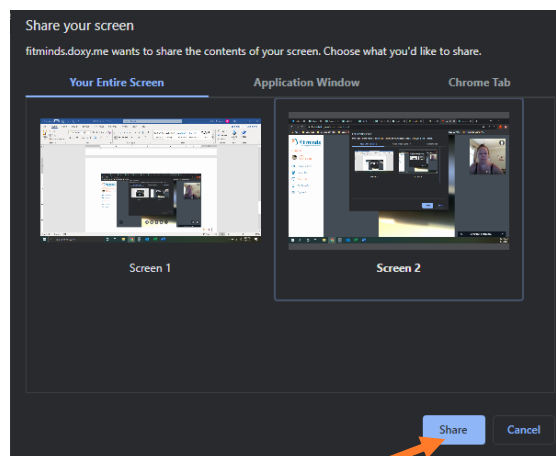 Share your screen
fitminds.doxy.me wants to share the contents of your screen. Choose what you'd like to share.
Your Entire Screen
Application Window
Chrome Tab
Fitminds
Screen 1
Screen 2
Share
Cancel